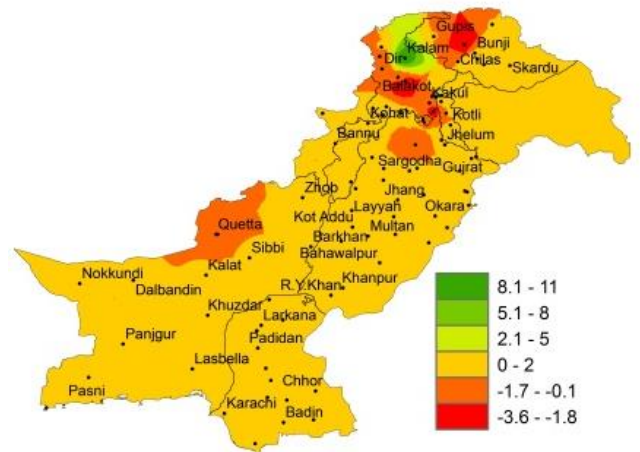 Gupis
Kalam
Bunji
Dir
Chilas
Skardu
Balakot
Kakul
Kohat
Kotli
Bannu
Jhelum
Sargodha
Gujrat
Zhob
Jhang
Layyah
Okara
Kot Addu
Quetta
Multan
Barkhan
Sibbi
Bahawalpur
Kalat
Nokkundi
Khanpur
Dalbandin
R.Y.Khan
Khuzdar
Larkana
Panjgur
Padidan
Lasbella
Pasni
Chhor
Karachi
Badin
8.1 - 11
5.1 - 8
2.1 - 5
0 - 2
-1.7 - -0.1
-3.6 - -1.8